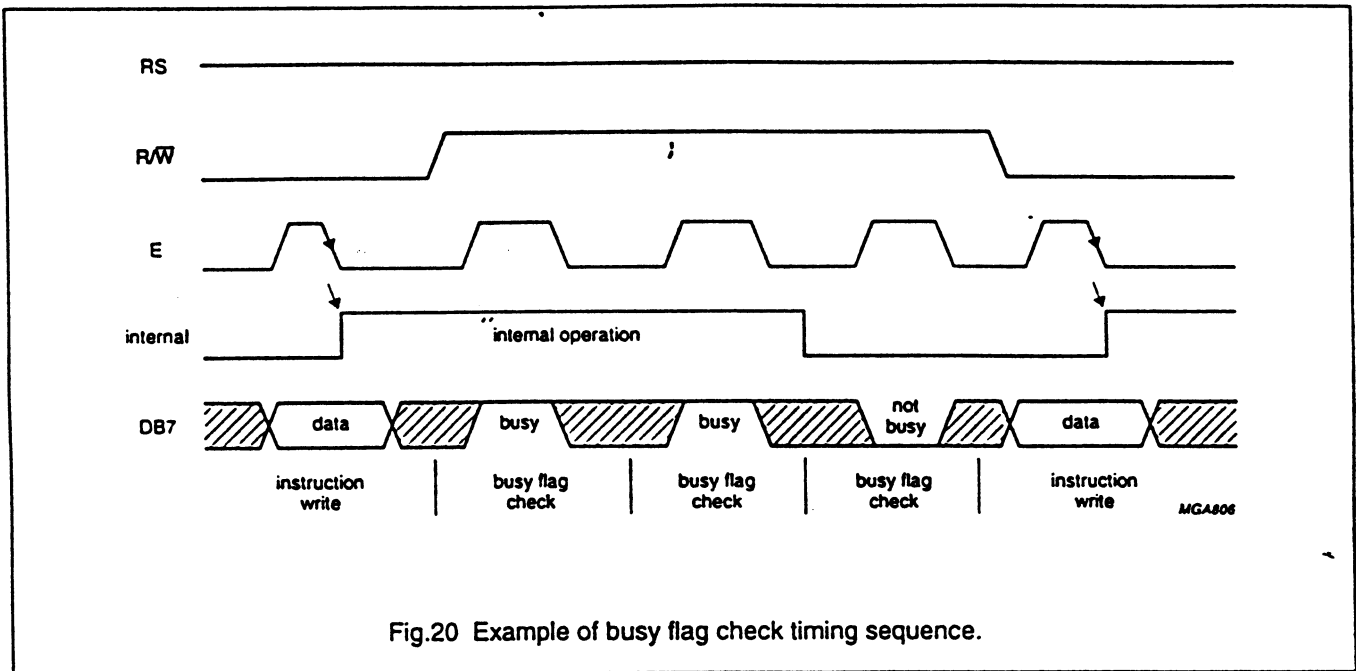 RS
R/W̅
E
internal
internal operation
DB7
data
busy
busy
not
busy
data
instruction
write
busy flag
check
busy flag
check
busy flag
check
instruction
write
MGA806
Fig.20 Example of busy flag check timing sequence.